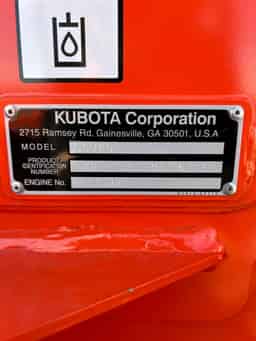 KUBOTA Corporation
2715 Ramsey Rd. Gainesville, GA 30501, U.S.A
MODEL
PRODUCT
IDENTIFICATION
NUMBER
ENGINE No.